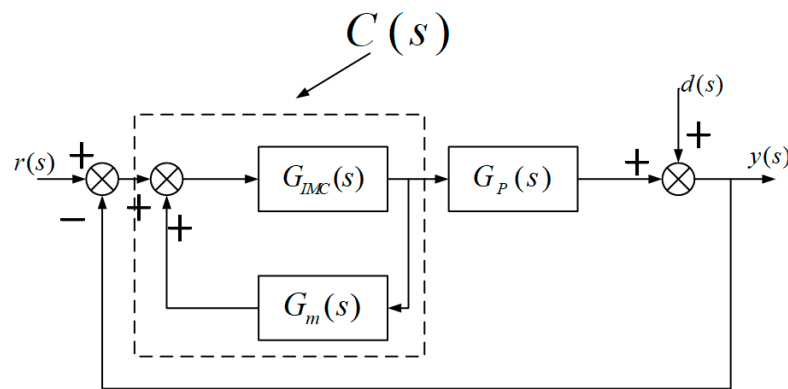 C(s)
d(s)
r(s)
+
−
+
+
G_IMC(s)
G_P(s)
+
+
y(s)
G_m(s)